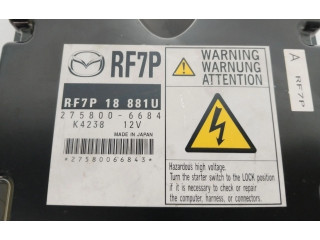 RF7P
RF7P 18 881U
275800-6684
K4238 12V
MADE IN JAPAN
*27580066843*
WARNING
WARNUNG
ATTENTION
Hazardous high voltage.
Turn the starter switch to the LOCK position
if it is necessary to check or repair
the computer, harness, or connectors.
A RF7P